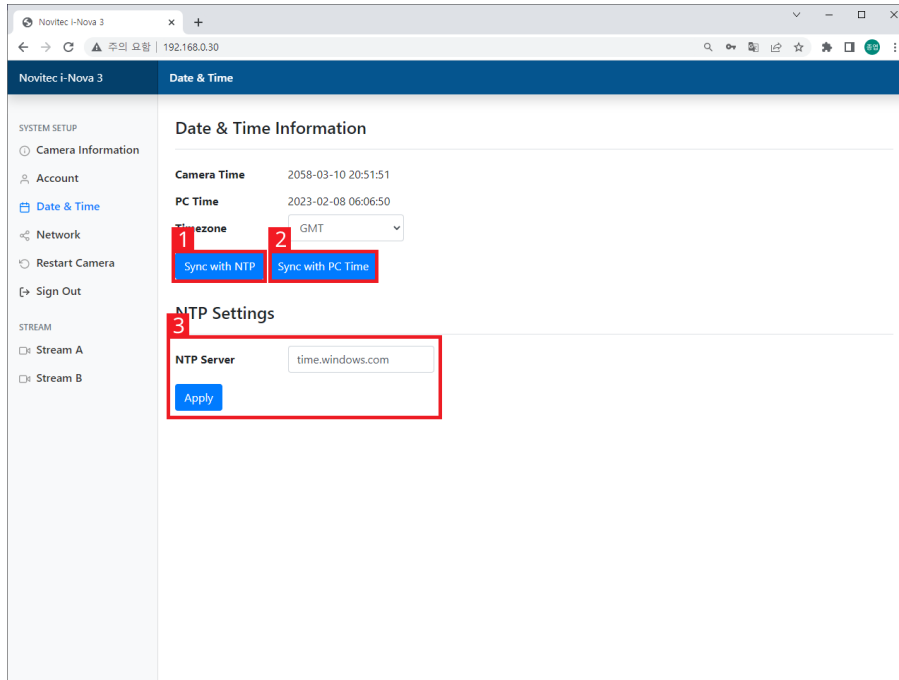 Novitec i-Nova 3
주의 요함 192.168.0.30
Novitec i-Nova 3 Date & Time
SYSTEM SETUP
Camera Information
Account
Date & Time
Network
Restart Camera
Sign Out
STREAM
Stream A
Stream B
Date & Time Information
Camera Time 2058-03-10 20:51:51
PC Time 2023-02-08 06:06:50
Timezone GMT
1 2
Sync with NTP Sync with PC Time
NTP Settings
3
NTP Server time.windows.com
Apply